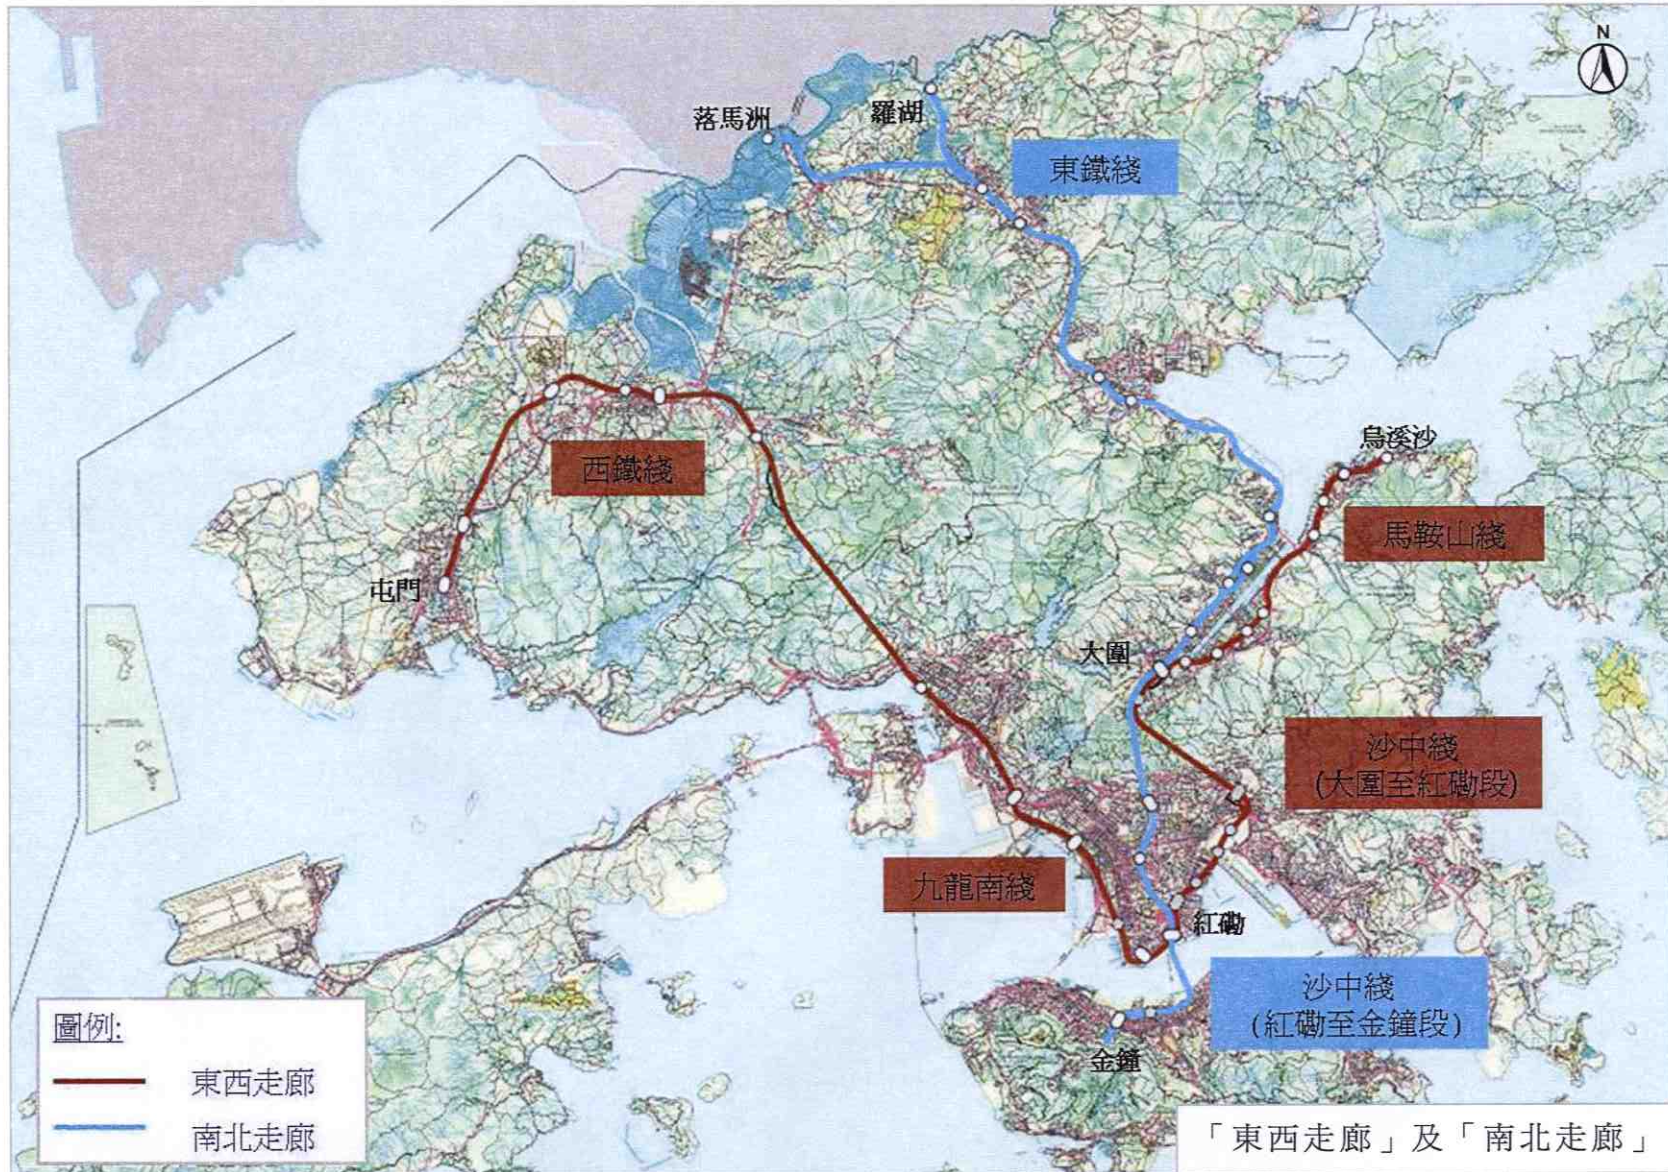 N
落馬洲
羅湖
東鐵綫
烏溪沙
西鐵綫
馬鞍山綫
屯門
大圍
沙中綫
(大圍至紅磡段)
九龍南綫
紅磡
沙中綫
(紅磡至金鐘段)
金鐘
圖例:
東西走廊
南北走廊
「東西走廊」及「南北走廊」